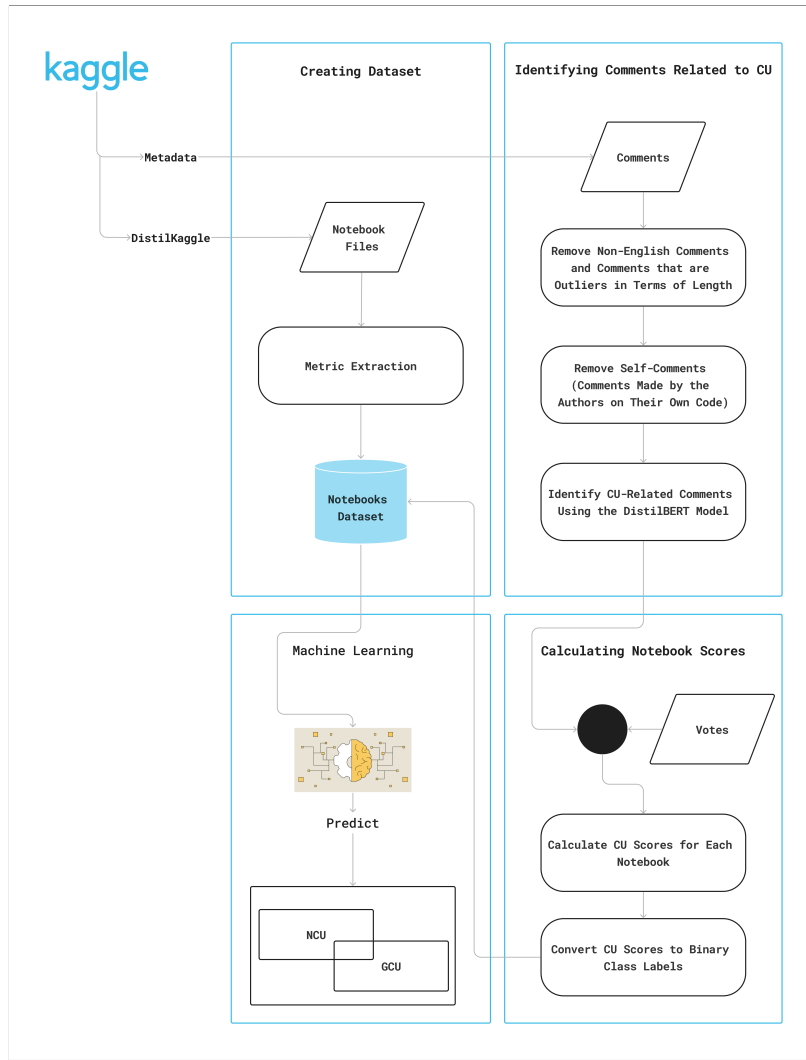 kaggle
Metadata
DistilKaggle
Creating Dataset
Notebook
Files
Metric Extraction
Notebooks
Dataset
Identifying Comments Related to CU
Comments
Remove Non-English Comments
and Comments that are
Outliers in Terms of Length
Remove Self-Comments
(Comments Made by the
Authors on Their Own Code)
Identify CU-Related Comments
Using the DistilBERT Model
Machine Learning
Predict
NCU
GCU
Calculating Notebook Scores
Votes
Calculate CU Scores for Each
Notebook
Convert CU Scores to Binary
Class Labels